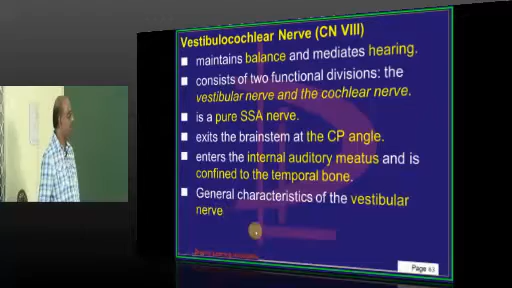 Vestibulocochlear Nerve (CN VIII)
maintains balance and mediates hearing.
consists of two functional divisions: the
vestibular nerve and the cochlear nerve.
is a pure SSA nerve.
exits the brainstem at the CP angle.
enters the internal auditory meatus and is
confined to the temporal bone.
General characteristics of the vestibular
nerve
Page 63